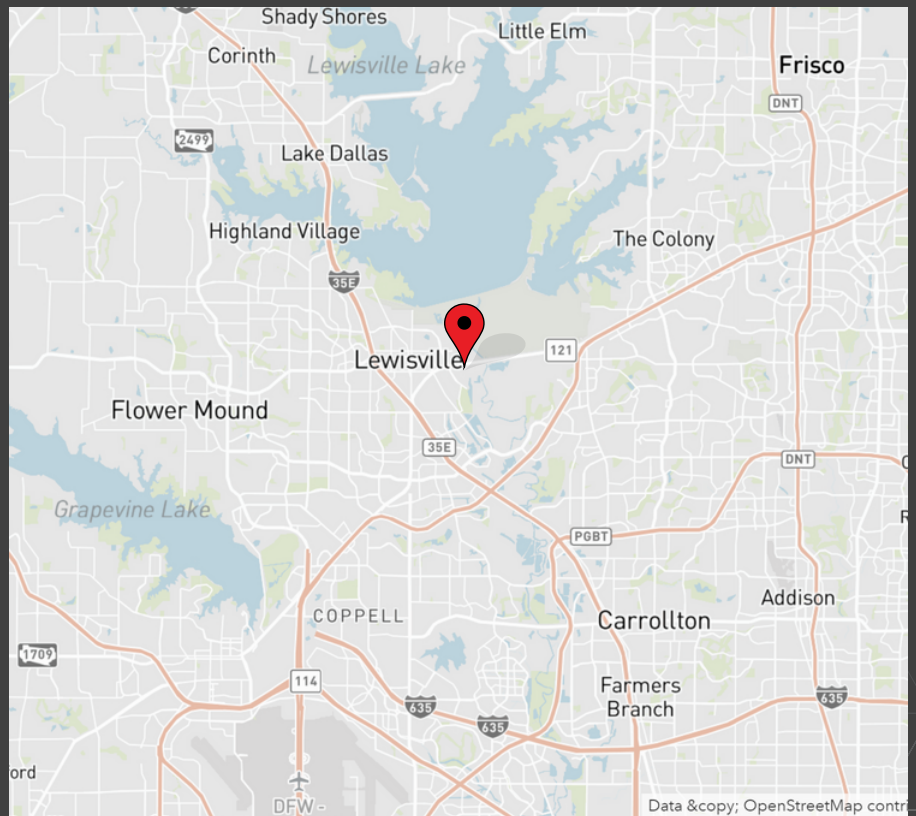 Shady Shores
Little Elm
Corinth
Lewisville Lake
Frisco
DNT
2499
Lake Dallas
Highland Village
The Colony
35E
121
Lewisville
Flower Mound
35E
DNT
Grapevine Lake
PGBT
Addison
COPPELL
Carrollton
1709
114
Farmers
Branch
635
635
635
ord
DFW -
Data &copy; OpenStreetMap contri